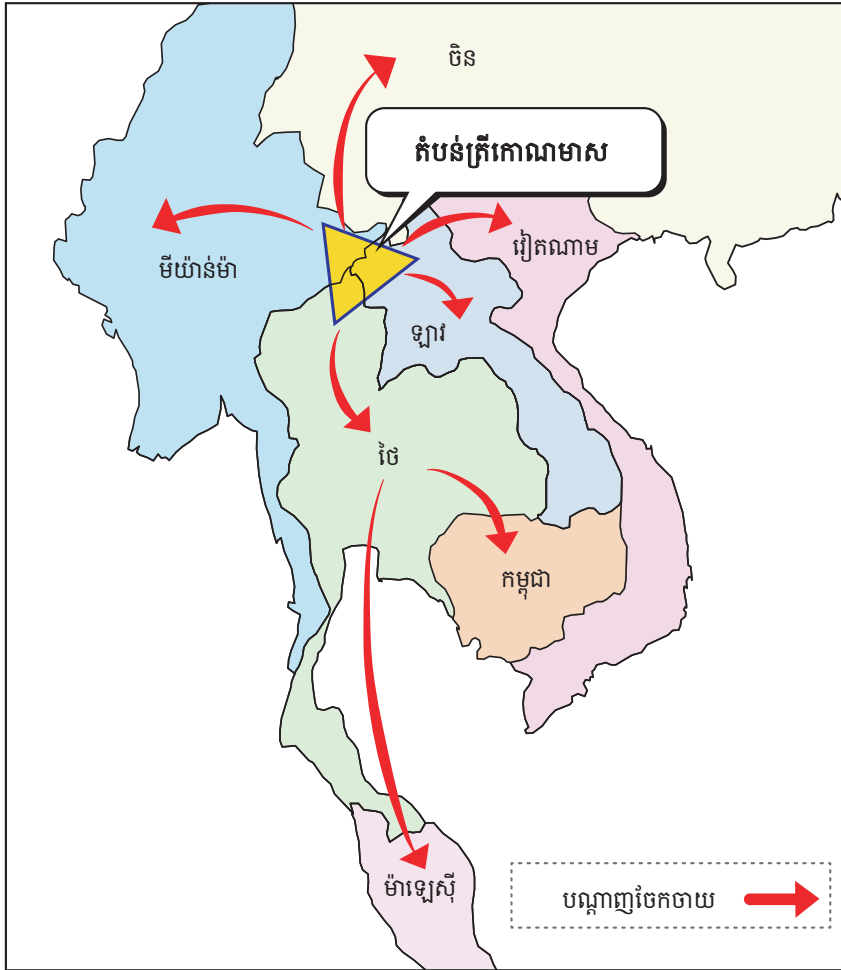 ចិន
តំបន់ត្រីកោណមាស
វៀតណាម
មីយ៉ាន់ម៉ា
ឡាវ
ថៃ
កម្ពុជា
ម៉ាឡេស៊ី
បណ្តាញចែកចាយ